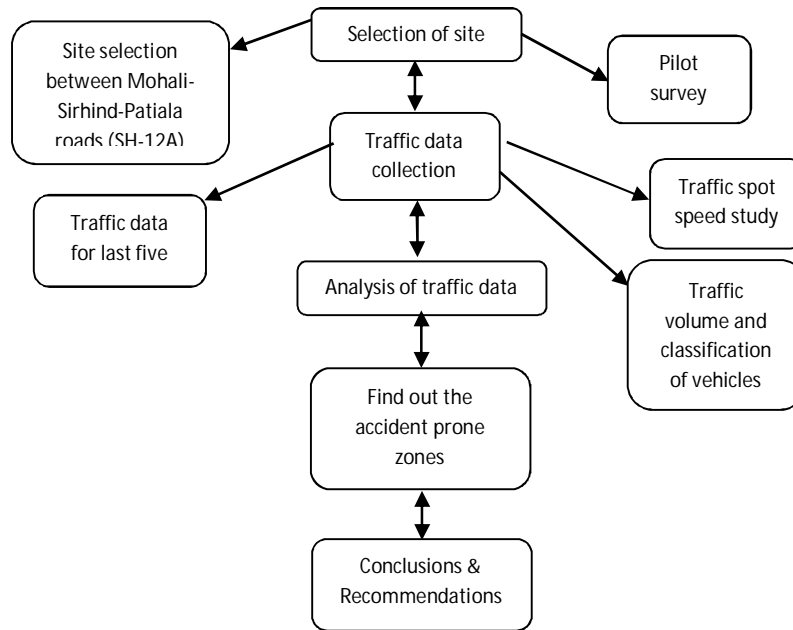 Selection of site
Site selection
between Mohali-
Sirhind-Patiala
roads (SH-12A)
Pilot
survey
Traffic data
collection
Traffic data
for last five
Traffic spot
speed study
Analysis of traffic data
Traffic
volume and
classification
of vehicles
Find out the
accident prone
zones
Conclusions &
Recommendations